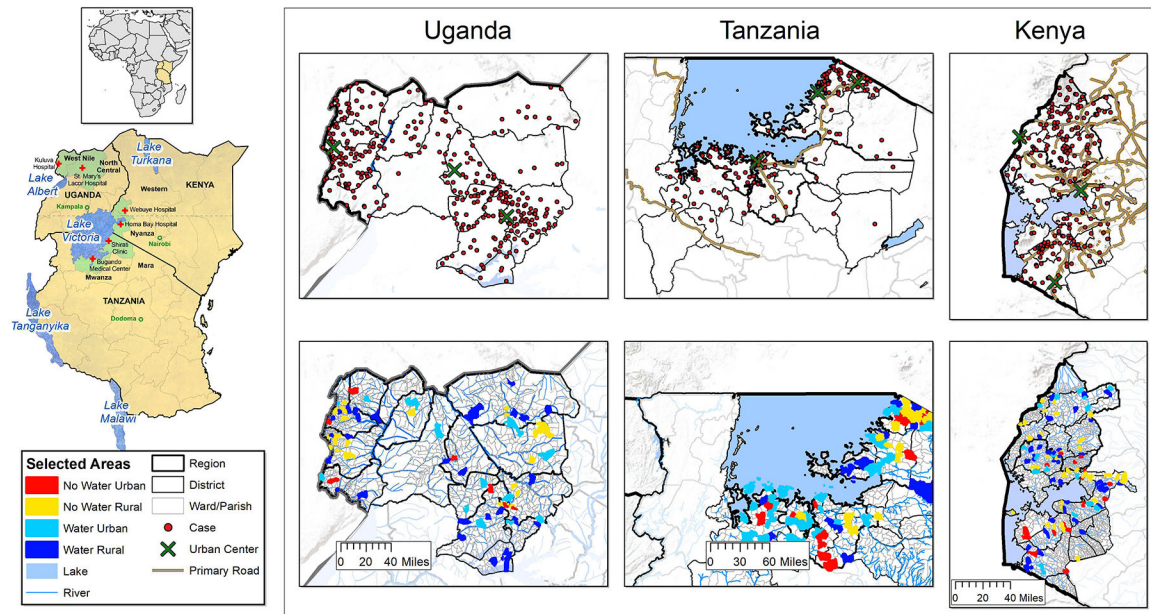 Uganda
Tanzania
Kenya
Lake
Turkana
Kuluva
Hospital
West Nile
North
Central
St. Mary's
Lacor Hospital
Lake
Albert
UGANDA
Western
KENYA
Kampala
Webuye Hospital
Homa Bay Hospital
Lake
Victoria
Nyanza
Nairobi
Shirati
Clinic
Bugando
Medical Center
Mara
Mwanza
TANZANIA
Lake
Tanganyika
Dodoma
Lake
Malawi
Selected Areas
No Water Urban
No Water Rural
Water Urban
Water Rural
Lake
River
Region
District
Ward/Parish
Case
Urban Center
Primary Road
0 20 40 Miles
0 30 60 Miles
0 20 40 Miles